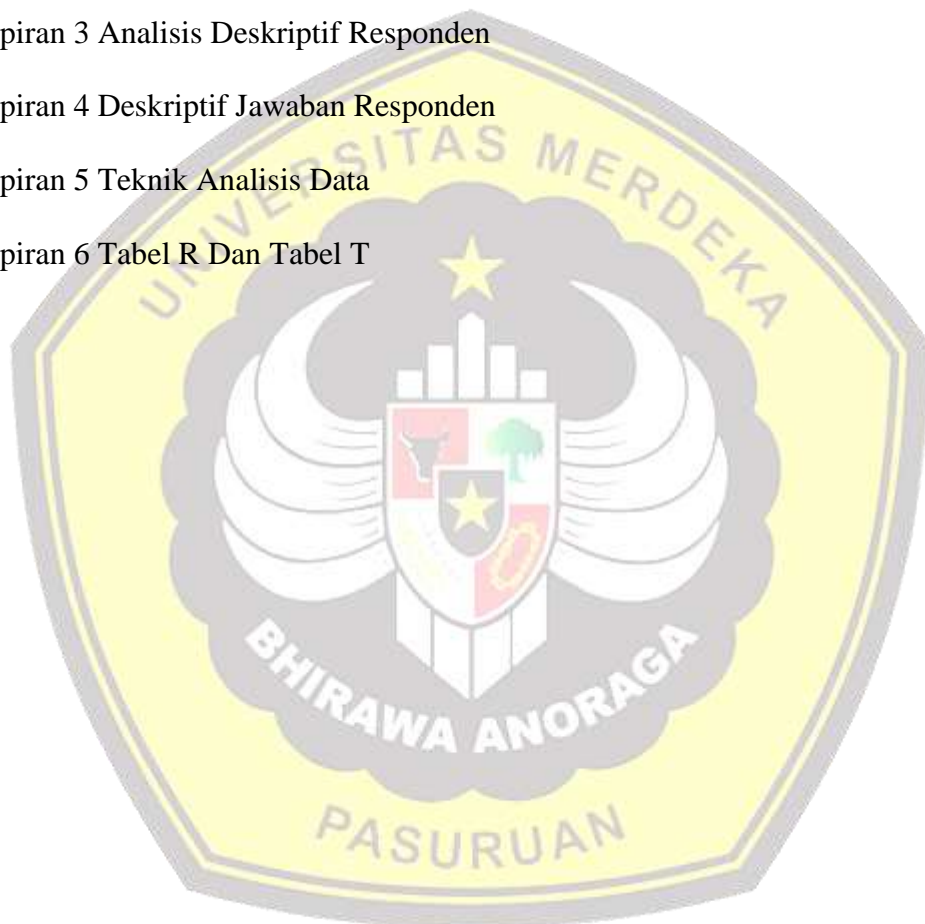 piran 3 Analisis Deskriptif Responden
piran 4 Deskriptif Jawaban Responden
piran 5 Teknik Analisis Data
piran 6 Tabel R Dan Tabel T
UNIVERSITAS MERDEKA
BHIRAWA ANORAGA
PASURUAN